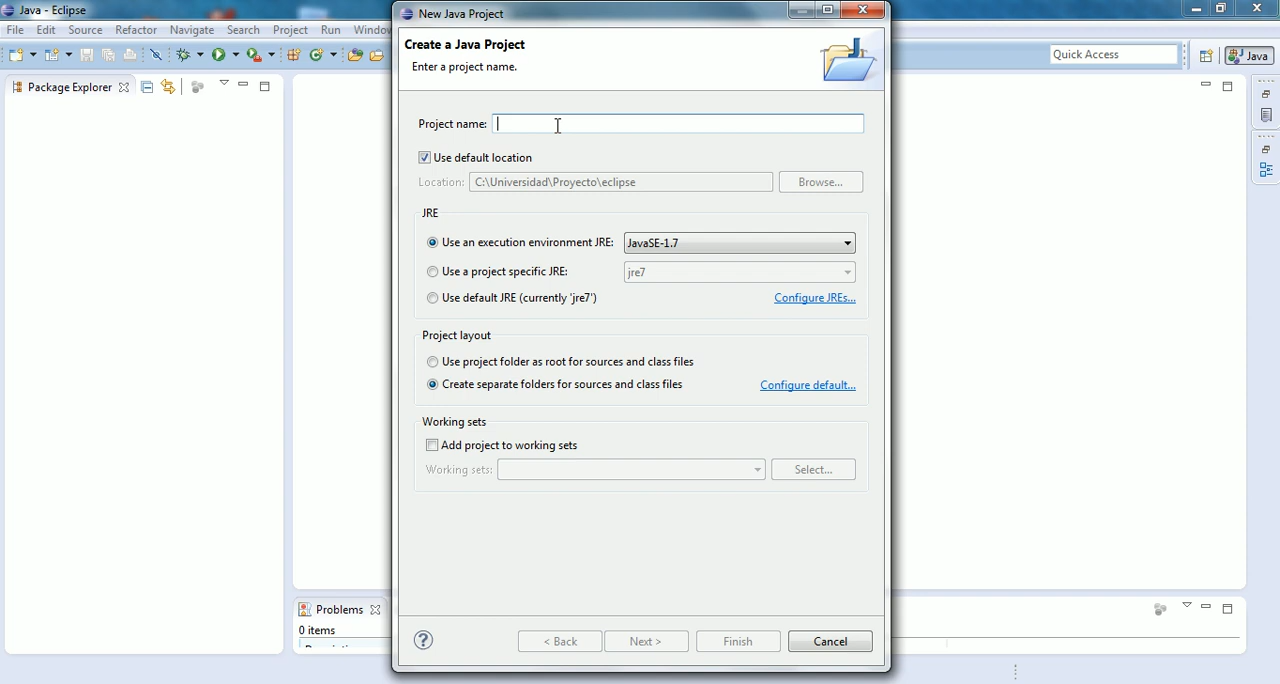 Java - Eclipse
New Java Project
File Edit Source Refactor Navigate Search Project Run Window
Create a Java Project
Enter a project name.
Quick Access
Java
Package Explorer
Project name:
Use default location
Location: C:\Universidad\Proyecto\eclipse Browse...
JRE
Use an execution environment JRE: JavaSE-1.7
Use a project specific JRE: jre7
Use default JRE (currently 'jre7') Configure JREs...
Project layout
Use project folder as root for sources and class files
Create separate folders for sources and class files Configure default...
Working sets
Add project to working sets
Working sets: Select...
Problems
0 items
? < Back Next > Finish Cancel